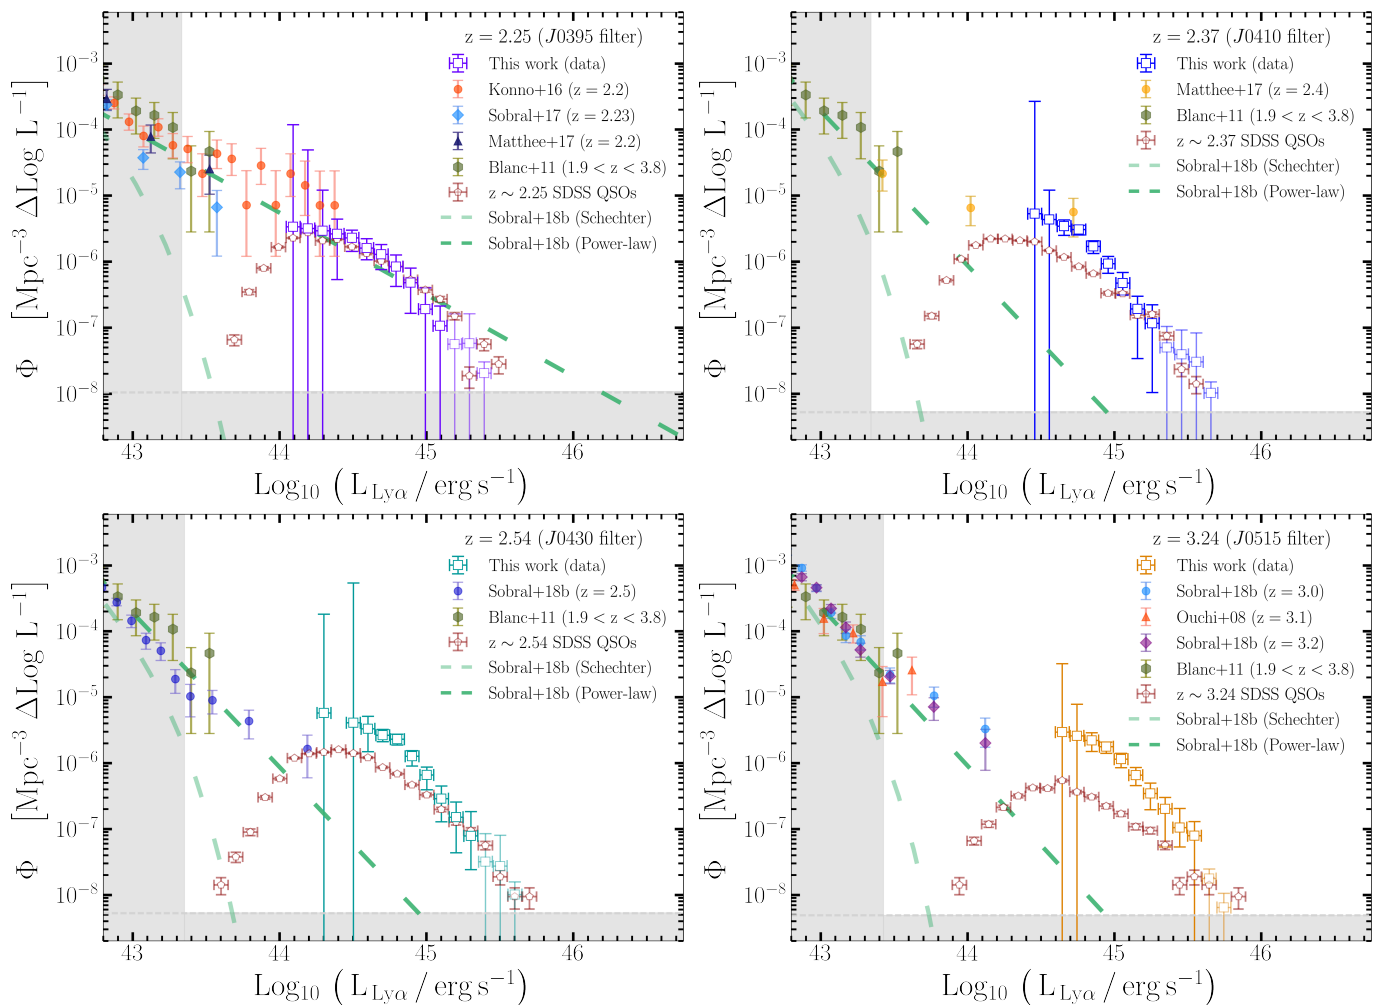 z = 2.25 (J0395 filter)
This work (data)
Konno+16 (z = 2.2)
Sobral+17 (z = 2.23)
Matthee+17 (z = 2.2)
Blanc+11 (1.9 < z < 3.8)
z ∼ 2.25 SDSS QSOs
Sobral+18b (Schechter)
Sobral+18b (Power-law)
10⁻³
10⁻⁴
10⁻⁵
10⁻⁶
10⁻⁷
10⁻⁸
Φ [Mpc⁻³ ΔLog L⁻¹]
43 44 45 46
Log₁₀ (L_Lyα / erg s⁻¹)
z = 2.37 (J0410 filter)
This work (data)
Matthee+17 (z = 2.4)
Blanc+11 (1.9 < z < 3.8)
z ∼ 2.37 SDSS QSOs
Sobral+18b (Schechter)
Sobral+18b (Power-law)
10⁻³
10⁻⁴
10⁻⁵
10⁻⁶
10⁻⁷
10⁻⁸
Φ [Mpc⁻³ ΔLog L⁻¹]
43 44 45 46
Log₁₀ (L_Lyα / erg s⁻¹)
z = 2.54 (J0430 filter)
This work (data)
Sobral+18b (z = 2.5)
Blanc+11 (1.9 < z < 3.8)
z ∼ 2.54 SDSS QSOs
Sobral+18b (Schechter)
Sobral+18b (Power-law)
10⁻³
10⁻⁴
10⁻⁵
10⁻⁶
10⁻⁷
10⁻⁸
Φ [Mpc⁻³ ΔLog L⁻¹]
43 44 45 46
Log₁₀ (L_Lyα / erg s⁻¹)
z = 3.24 (J0515 filter)
This work (data)
Sobral+18b (z = 3.0)
Ouchi+08 (z = 3.1)
Sobral+18b (z = 3.2)
Blanc+11 (1.9 < z < 3.8)
z ∼ 3.24 SDSS QSOs
Sobral+18b (Schechter)
Sobral+18b (Power-law)
10⁻³
10⁻⁴
10⁻⁵
10⁻⁶
10⁻⁷
10⁻⁸
Φ [Mpc⁻³ ΔLog L⁻¹]
43 44 45 46
Log₁₀ (L_Lyα / erg s⁻¹)